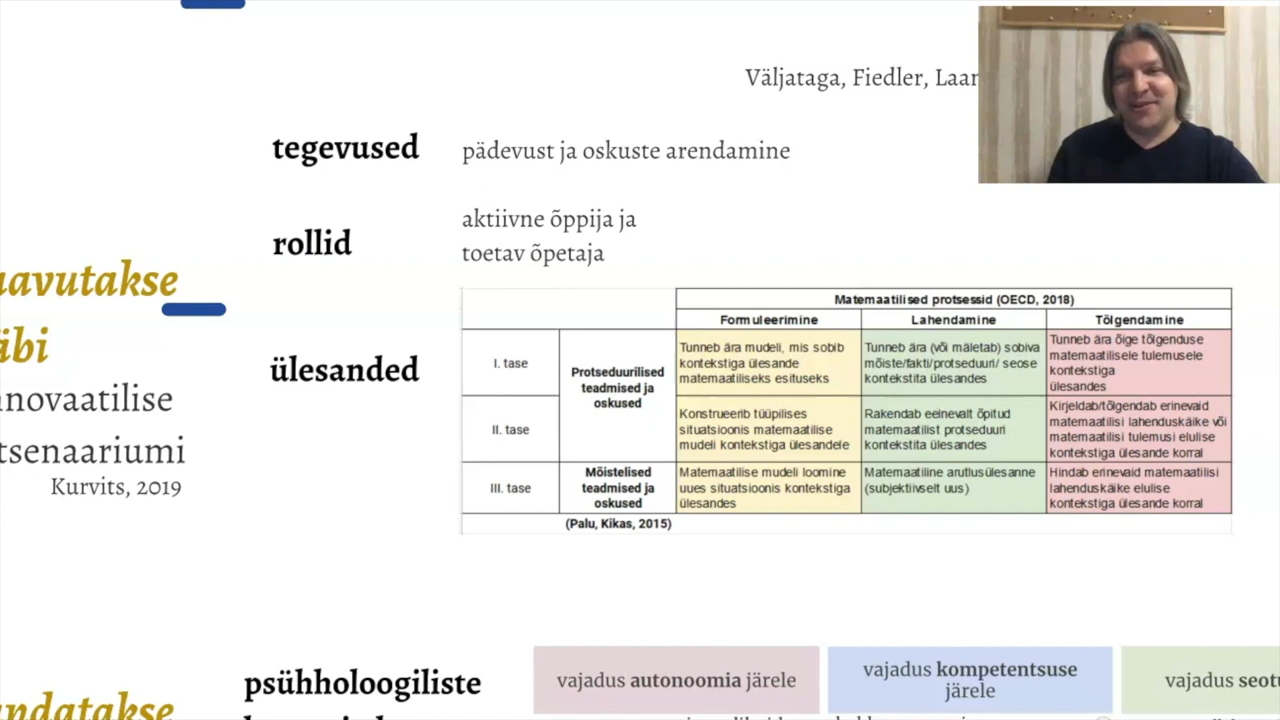 Väljataga, Fiedler,
tegevused
pädevust ja oskuste arendamine
rollid
aktiivne õppija ja
toetav õpetaja
Kurvits, 2019
ülesanded
Matemaatilised protsessid (OECD, 2018)
Formuleerimine
Lahendamine
Tõlgendamine
I. tase
Protseduurilised
teadmised ja
oskused
Tunneb ära mudeli, mis sobib
kontekstiga ülesande
matemaatiliseks esituseks
Tunneb ära (või mäletab) sobiva
mõiste/fakti/protseduuri/ seose
kontekstita ülesandes
Tunneb ära õige tõlgenduse
matemaatilisele tulemusele
kontekstiga
ülesandes
II. tase
Konstrueerib tüüpilises
situatsioonis matemaatilise
mudeli kontekstiga ülesandele
Rakendab eelnevalt õpitud
matemaatilist protseduuri
kontekstita ülesandes
Kirjeldab/tõlgendab erinevaid
matemaatilisi lahenduskäike või
matemaatilisi tulemusi elulise
kontekstiga ülesande korral
III. tase
Mõistelised
teadmised ja
oskused
Matemaatilise mudeli loomine
uues situatsioonis kontekstiga
ülesandes
Matemaatiline arutlusülesanne
(subjektiivselt uus)
Hindab erinevaid matemaatilisi
lahenduskäike elulise
kontekstiga ülesande korral
(Palu, Kikas, 2015)
psühholoogiliste
vajadus autonoomia järele
vajadus kompetentsuse
järele
vajadus